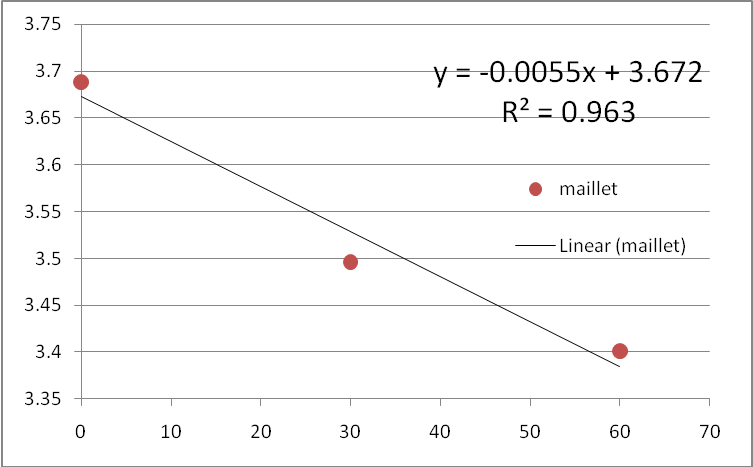 3.75
3.7
3.65
3.6
3.55
3.5
3.45
3.4
3.35
y = -0.0055x + 3.672
R² = 0.963
maillet
Linear (maillet)
0 10 20 30 40 50 60 70